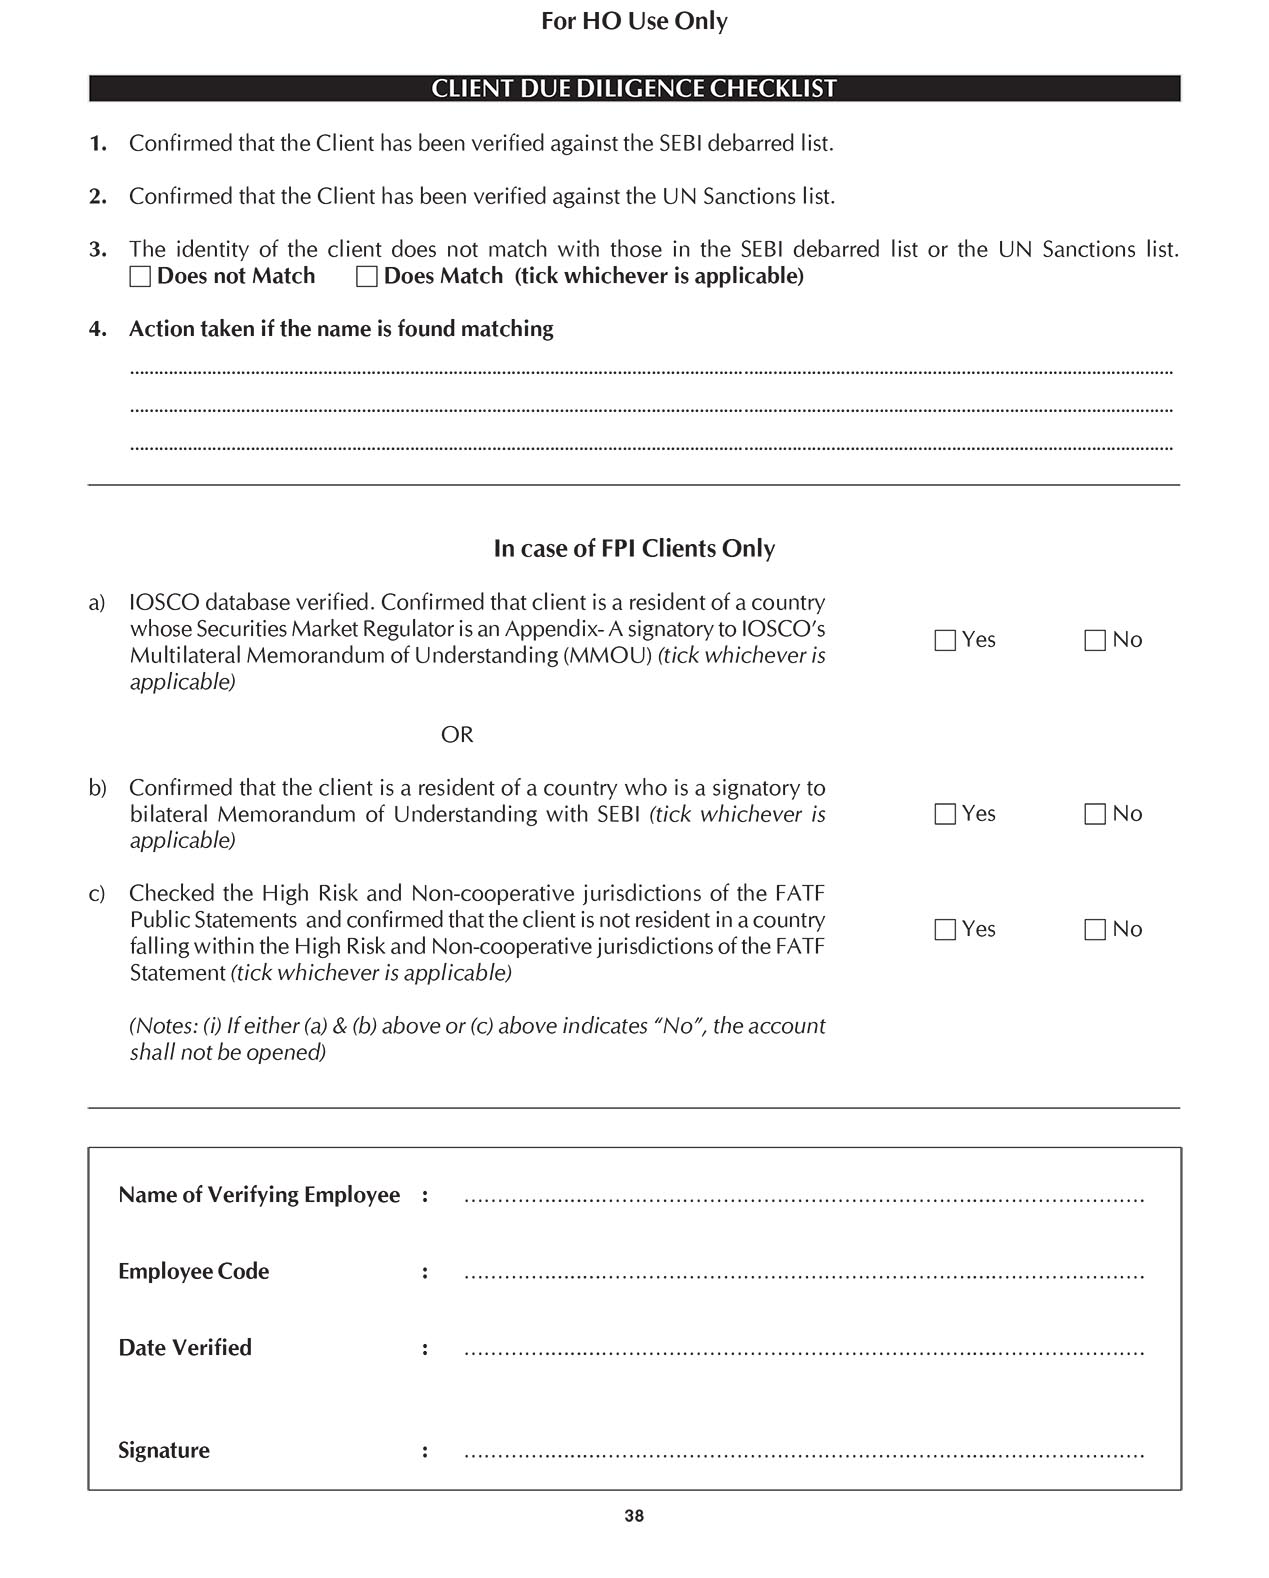 For HO Use Only
CLIENT DUE DILIGENCE CHECKLIST
1. Confirmed that the Client has been verified against the SEBI debarred list.
2. Confirmed that the Client has been verified against the UN Sanctions list.
3. The identity of the client does not match with those in the SEBI debarred list or the UN Sanctions list.
☐ Does not Match ☐ Does Match (tick whichever is applicable)
4. Action taken if the name is found matching
In case of FPI Clients Only
a) IOSCO database verified. Confirmed that client is a resident of a country
whose Securities Market Regulator is an Appendix- A signatory to IOSCO’s
☐ Yes ☐ No
Multilateral Memorandum of Understanding (MMOU) (tick whichever is
applicable)
OR
b) Confirmed that the client is a resident of a country who is a signatory to
bilateral Memorandum of Understanding with SEBI (tick whichever is ☐ Yes ☐ No
applicable)
c) Checked the High Risk and Non-cooperative jurisdictions of the FATF
Public Statements and confirmed that the client is not resident in a country
☐ Yes ☐ No
falling within the High Risk and Non-cooperative jurisdictions of the FATF
Statement (tick whichever is applicable)
(Notes: (i) If either (a) & (b) above or (c) above indicates “No”, the account
shall not be opened)
Name of Verifying Employee :
Employee Code :
Date Verified :
Signature :
38